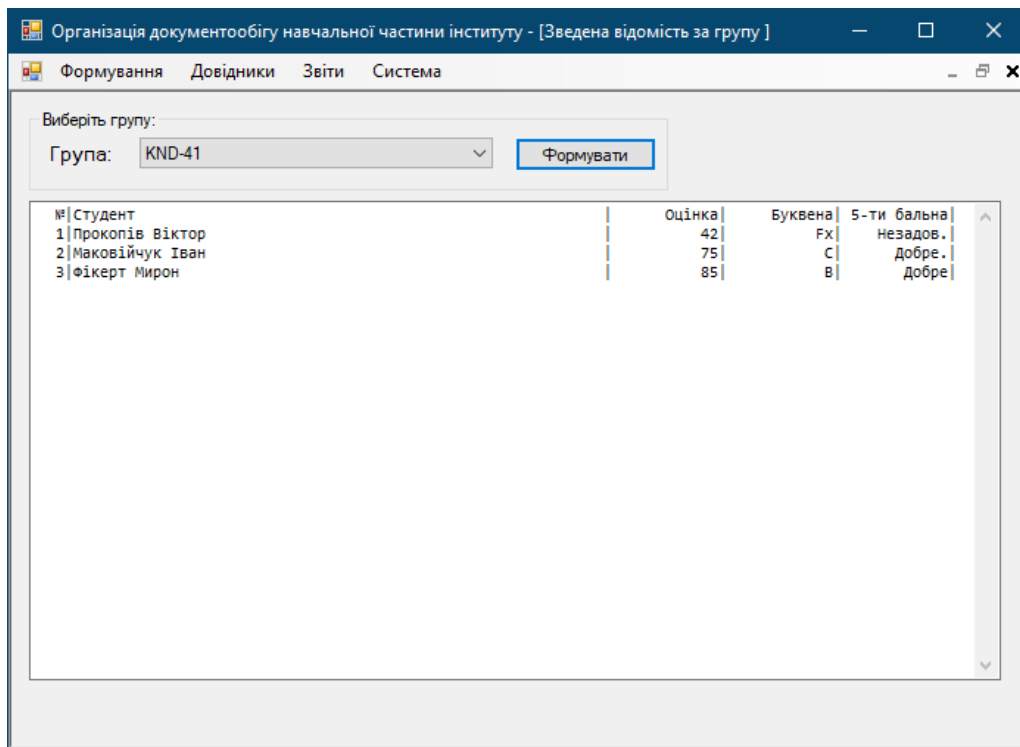 Організація документообігу навчальної частини інституту - [Зведена відомість за групу ]
Формування Довідники Звіти Система
Виберіть групу:
Група: KND-41 Формувати
№|Студент | Оцінка| Буквена| 5-ти бальна|
1|Прокопів Віктор | 42| Fx| Незадов.|
2|Маковійчук Іван | 75| C| Добре.|
3|Фікерт Мирон | 85| B| Добре|